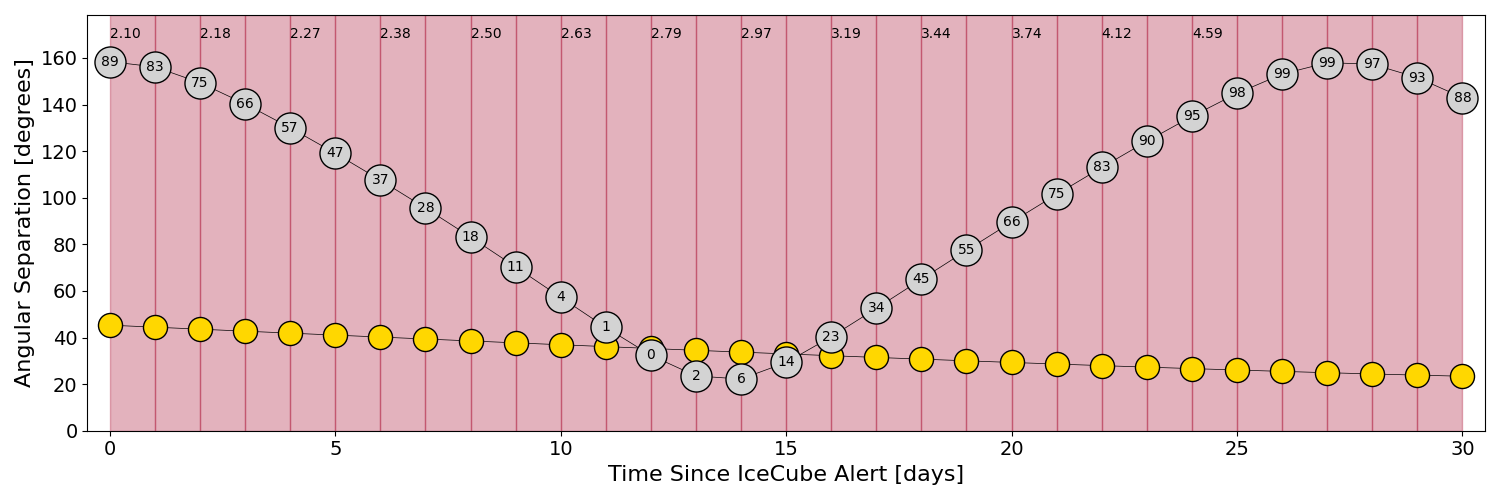 2.10 2.18 2.27 2.38 2.50 2.63 2.79 2.97 3.19 3.44 3.74 4.12 4.59
89 83 75 66 57 47 37 28 18 11 4 1 0 2 6 14 23 34 45 55 66 75 83 90 95 98 99 99 97 93 88
160
140
120
100
80
60
40
20
0
Angular Separation [degrees]
0 5 10 15 20 25 30
Time Since IceCube Alert [days]